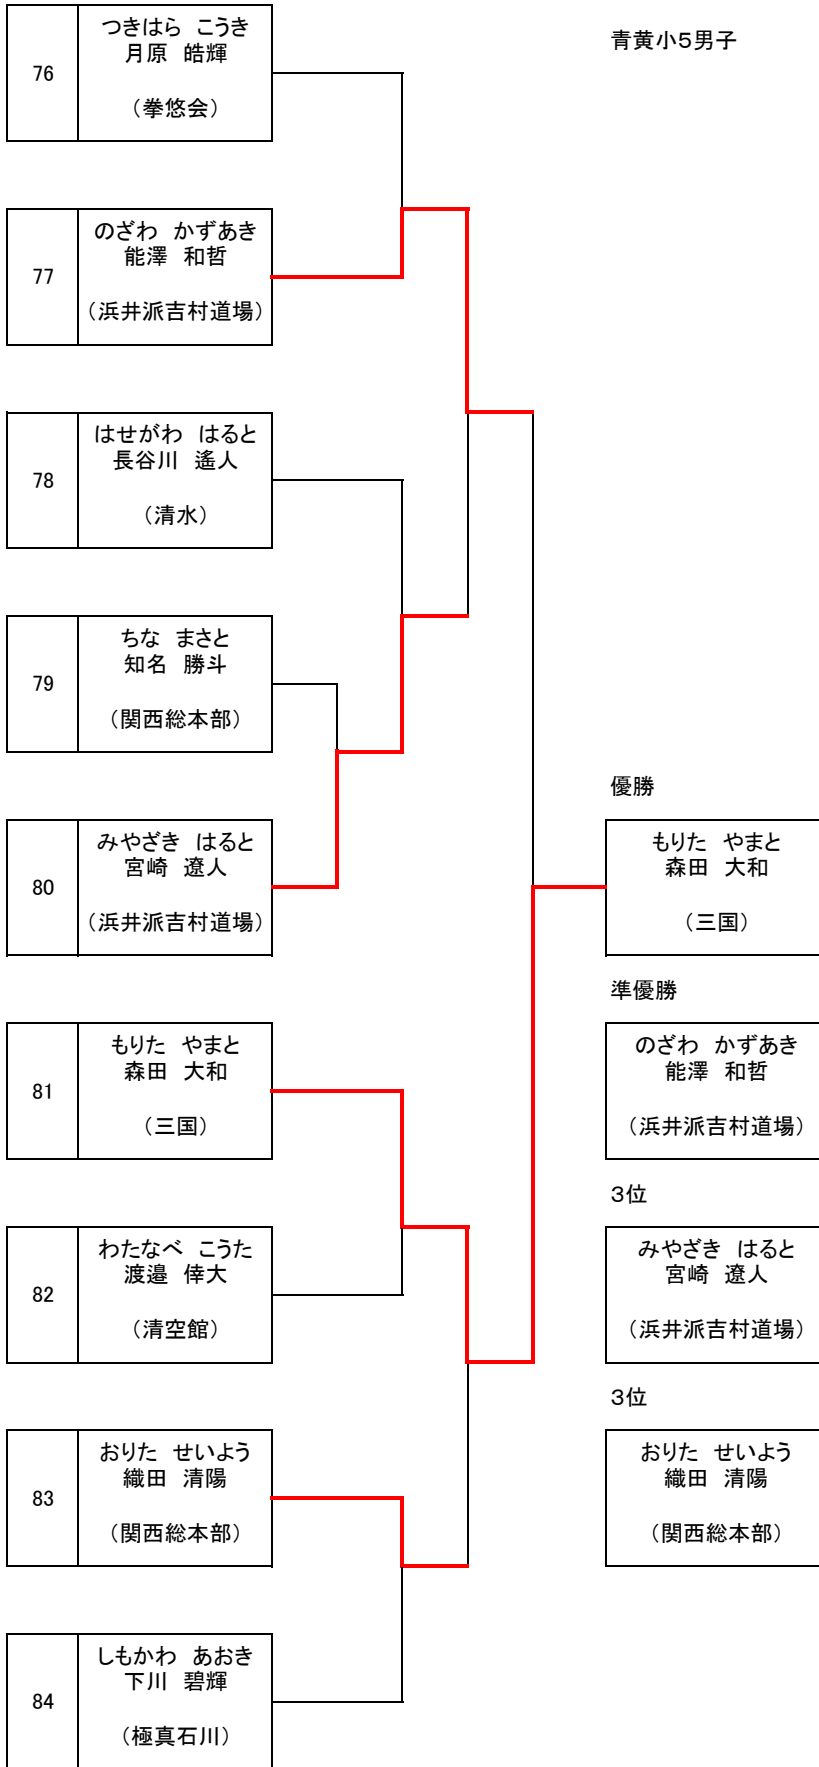 青黄小5男子
76
つきはら こうき
月原 皓輝
（拳悠会）
77
のざわ かずあき
能澤 和哲
（浜井派吉村道場）
78
はせがわ はると
長谷川 遙人
（清水）
79
ちな まさと
知名 勝斗
（関西総本部）
80
みやざき はると
宮崎 遼人
（浜井派吉村道場）
81
もりた やまと
森田 大和
（三国）
82
わたなべ こうた
渡邉 倖大
（清空館）
83
おりた せいよう
織田 清陽
（関西総本部）
84
しもかわ あおき
下川 碧輝
（極真石川）
優勝
もりた やまと
森田 大和
（三国）
準優勝
のざわ かずあき
能澤 和哲
（浜井派吉村道場）
3位
みやざき はると
宮崎 遼人
（浜井派吉村道場）
3位
おりた せいよう
織田 清陽
（関西総本部）